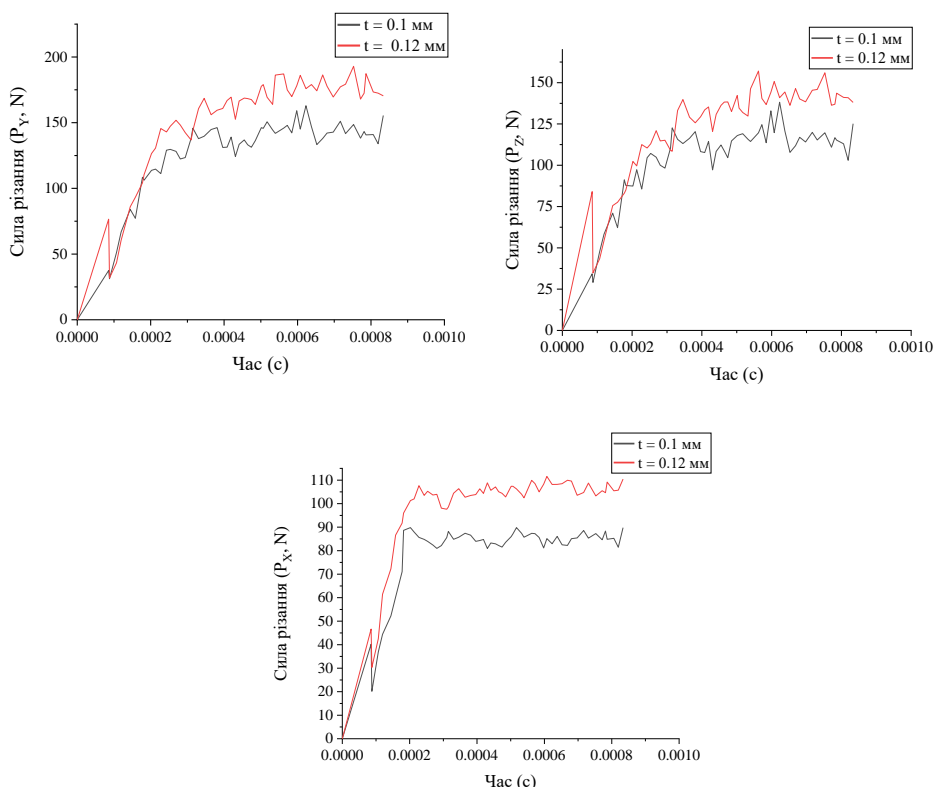 t = 0.1 мм
t = 0.12 мм
Сила різання (P_Y, N)
200
150
100
50
0
0.0000 0.0002 0.0004 0.0006 0.0008 0.0010
Час (с)
t = 0.1 мм
t = 0.12 мм
Сила різання (P_Z, N)
150
125
100
75
50
25
0
0.0000 0.0002 0.0004 0.0006 0.0008 0.0010
Час (с)
t = 0.1 мм
t = 0.12 мм
Сила різання (P_X, N)
110
100
90
80
70
60
50
40
30
20
10
0
0.0000 0.0002 0.0004 0.0006 0.0008 0.0010
Час (с)